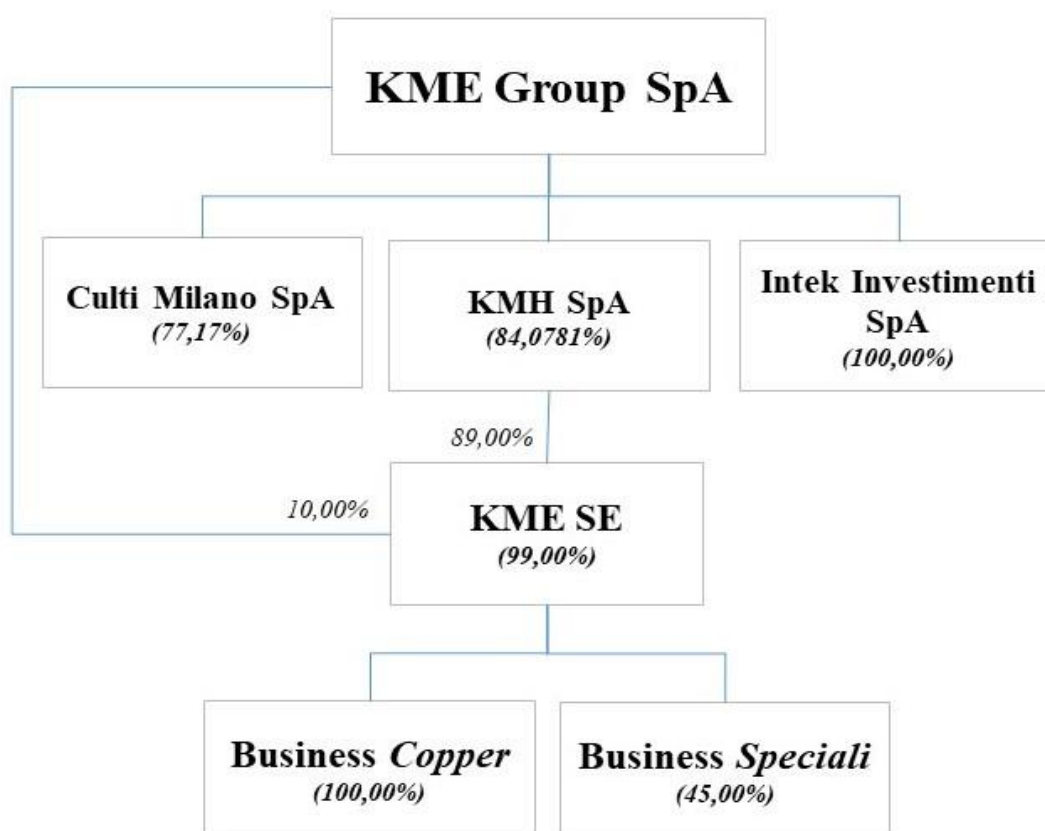 KME Group SpA
Culti Milano SpA
(77,17%)
KMH SpA
(84,0781%)
Intek Investimenti
SpA
(100,00%)
89,00%
10,00%
KME SE
(99,00%)
Business Copper
(100,00%)
Business Speciali
(45,00%)